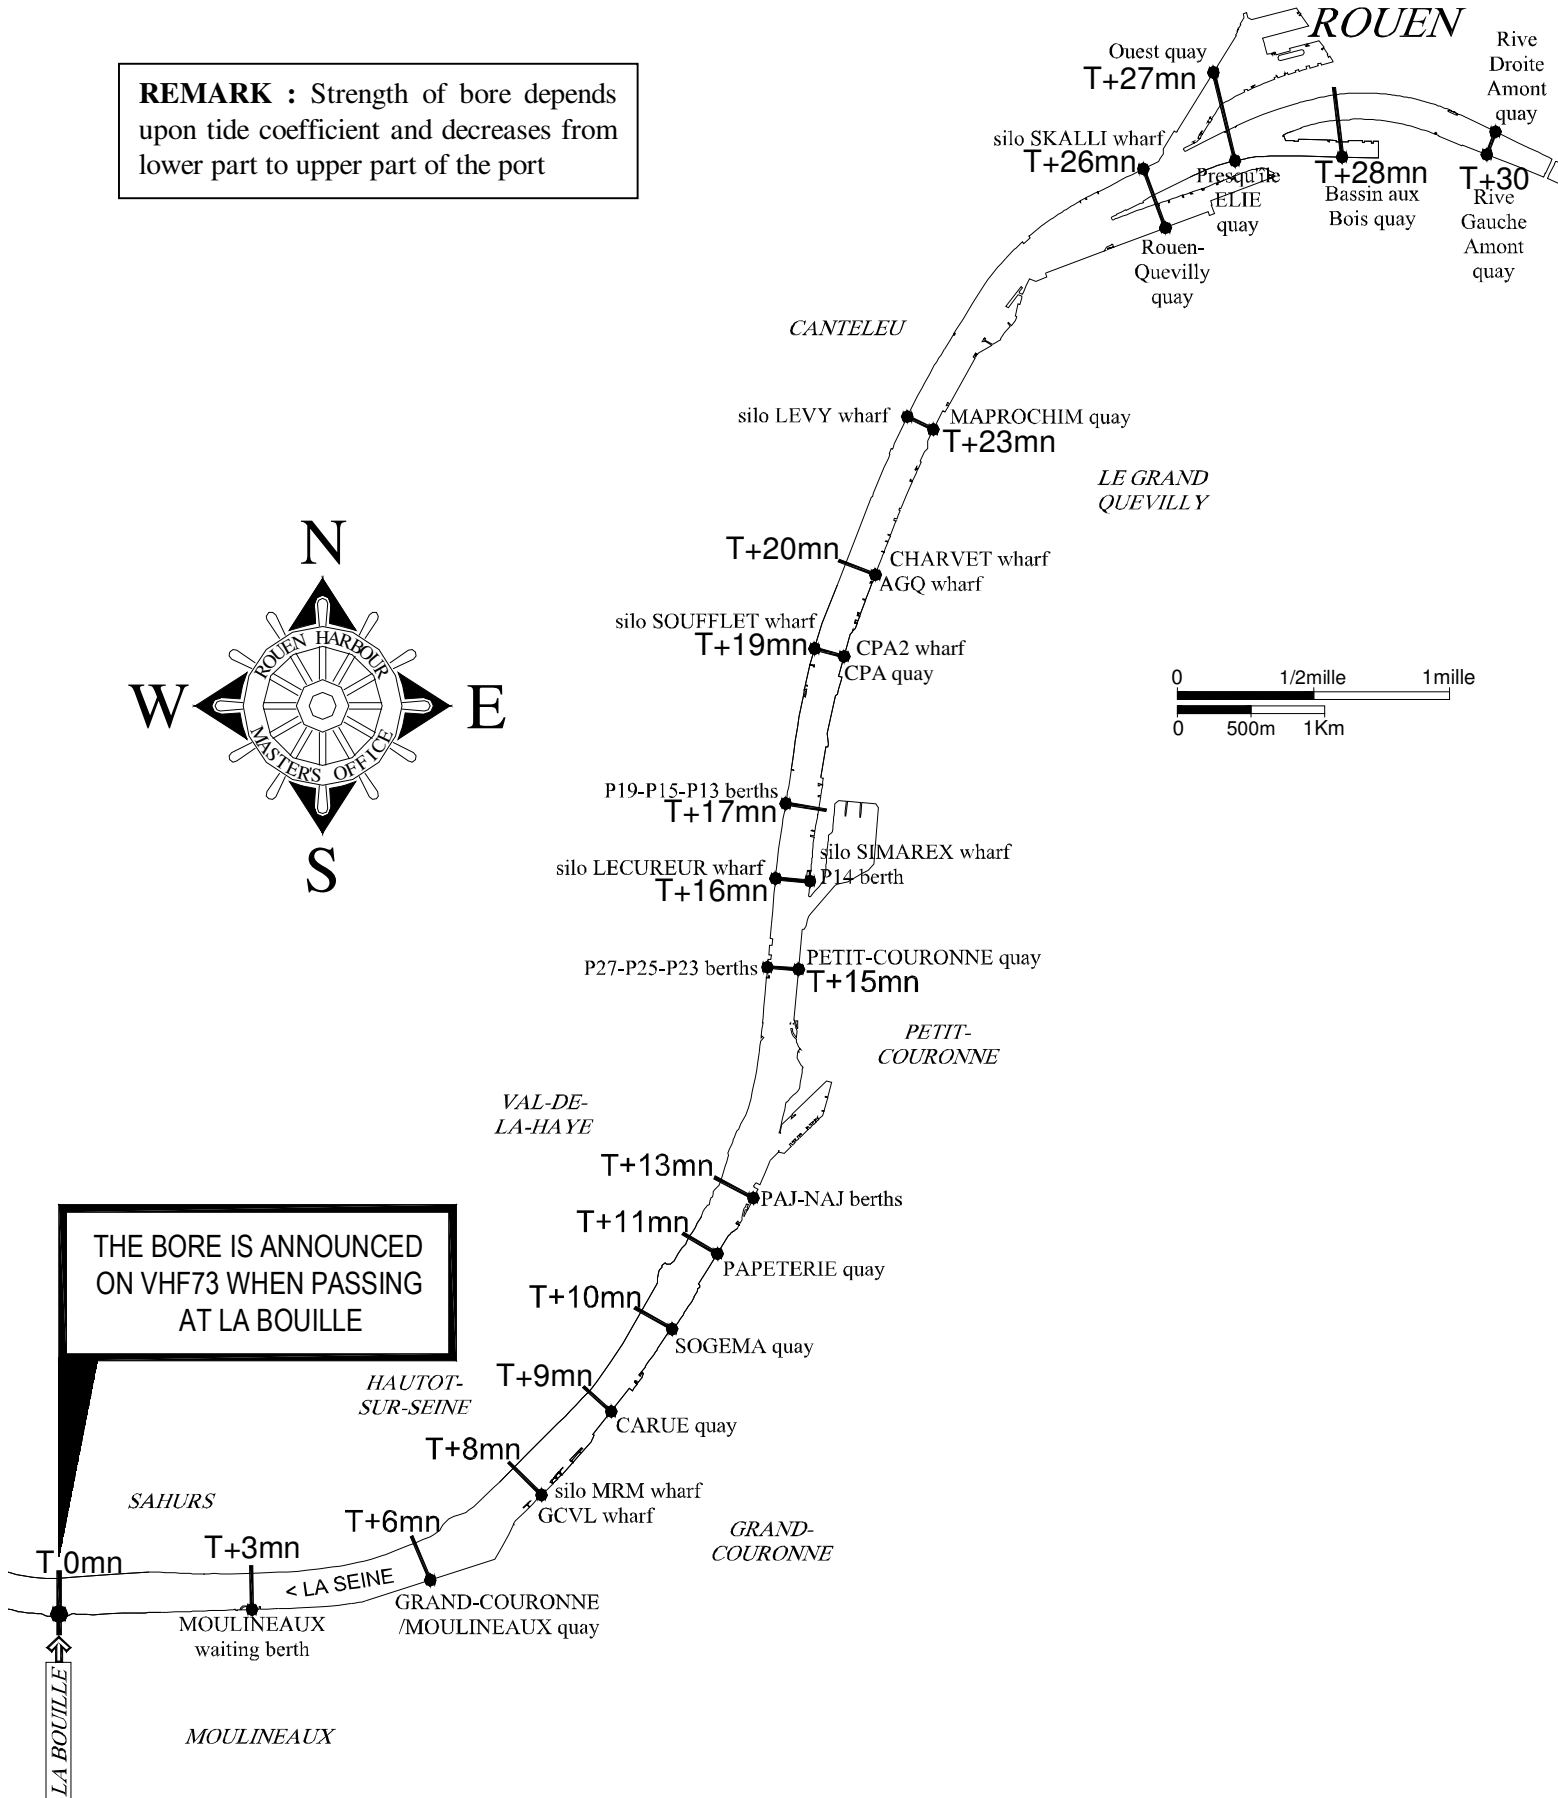 ROUEN
REMARK : Strength of bore depends
upon tide coefficient and decreases from
lower part to upper part of the port
Ouest quay
T+27mn
Rive
Droite
Amont
quay
silo SKALLI wharf
T+26mn
Presqu'île
ELIE
quay
T+28mn
Bassin aux
Bois quay
T+30
Rive
Gauche
Amont
quay
Rouen-
Quevilly
quay
CANTELEU
silo LEVY wharf
MAPROCHIM quay
T+23mn
LE GRAND
QUEVILLY
T+20mn
CHARVET wharf
AGQ wharf
silo SOUFFLET wharf
T+19mn
CPA2 wharf
CPA quay
N
W
E
S
ROUEN HARBOUR
MASTER'S OFFICE
0 1/2mille 1mille
0 500m 1Km
P19-P15-P13 berths
T+17mn
silo SIMAREX wharf
P14 berth
silo LECUREUR wharf
T+16mn
P27-P25-P23 berths
PETIT-COURONNE quay
T+15mn
PETIT-
COURONNE
VAL-DE-
LA-HAYE
T+13mn
PAJ-NAJ berths
T+11mn
PAPETERIE quay
THE BORE IS ANNOUNCED
ON VHF73 WHEN PASSING
AT LA BOUILLE
T+10mn
SOGEMA quay
HAUTOT-
SUR-SEINE
T+9mn
CARUE quay
T+8mn
silo MRM wharf
GCVL wharf
SAHURS
T+6mn
GRAND-
COURONNE
T 0mn
T+3mn
< LA SEINE
GRAND-COURONNE
/MOULINEAUX quay
MOULINEAUX
waiting berth
LA BOUILLE
MOULINEAUX